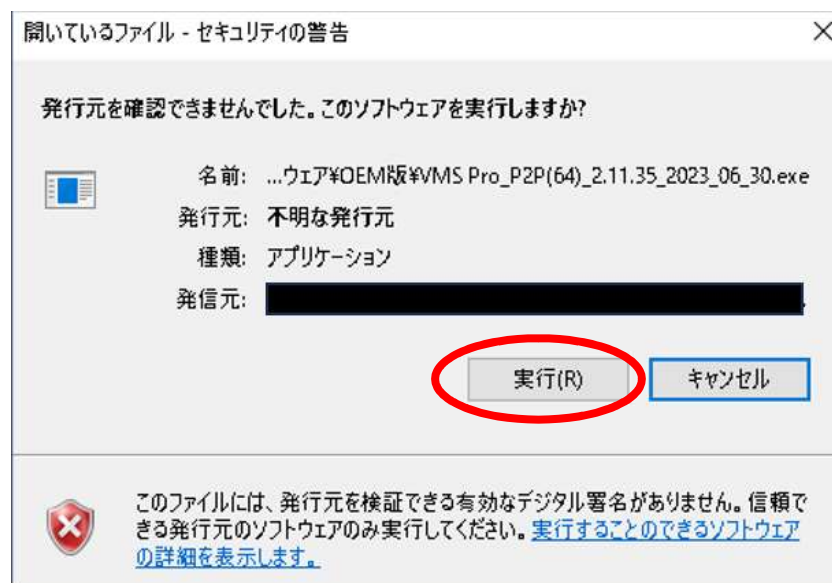 開いているファイル - セキュリティの警告
発行元を確認できませんでした。このソフトウェアを実行しますか?
名前: ...ウェア¥OEM版¥VMS Pro_P2P(64)_2.11.35_2023_06_30.exe
発行元: 不明な発行元
種類: アプリケーション
発信元:
実行(R) キャンセル
このファイルには、発行元を検証できる有効なデジタル署名がありません。信頼で
きる発行元のソフトウェアのみ実行してください。実行することのできるソフトウェア
の詳細を表示します。